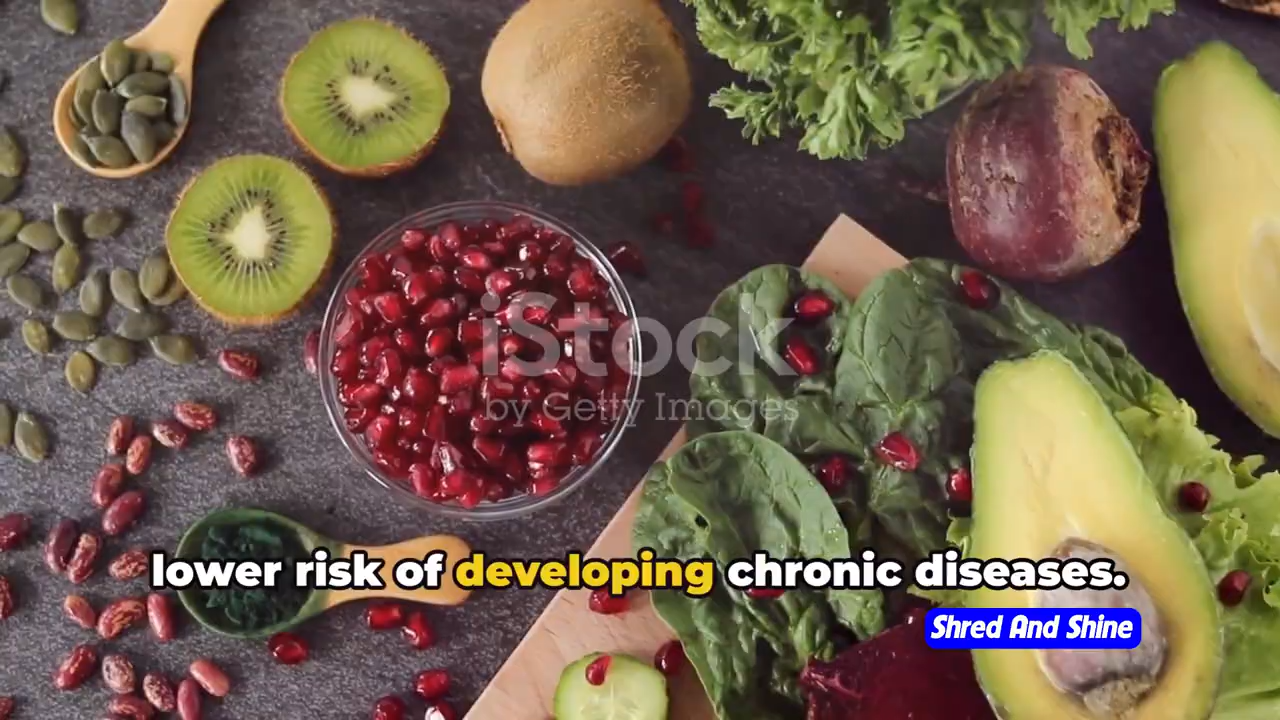 iStock
by Getty Images
lower risk of developing chronic diseases.
Shred And Shine